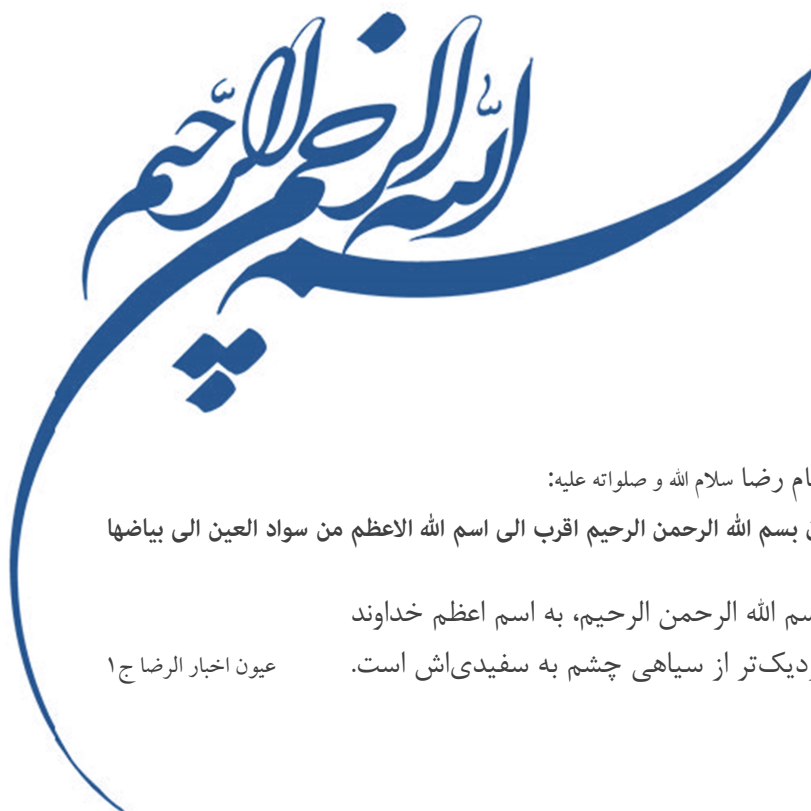 بسم الله الرحمن الرحیم
رضا سلام الله و صلواته علیه:
بسم الله الرحمن الرحیم اقرب الی اسم الله الاعظم من سواد العین الی بیاضها
الله الرحمن الرحیم، به اسم اعظم خداوند
از سیاهی چشم به سفیدی‌اش است. عیون اخبار الرضا ج۱